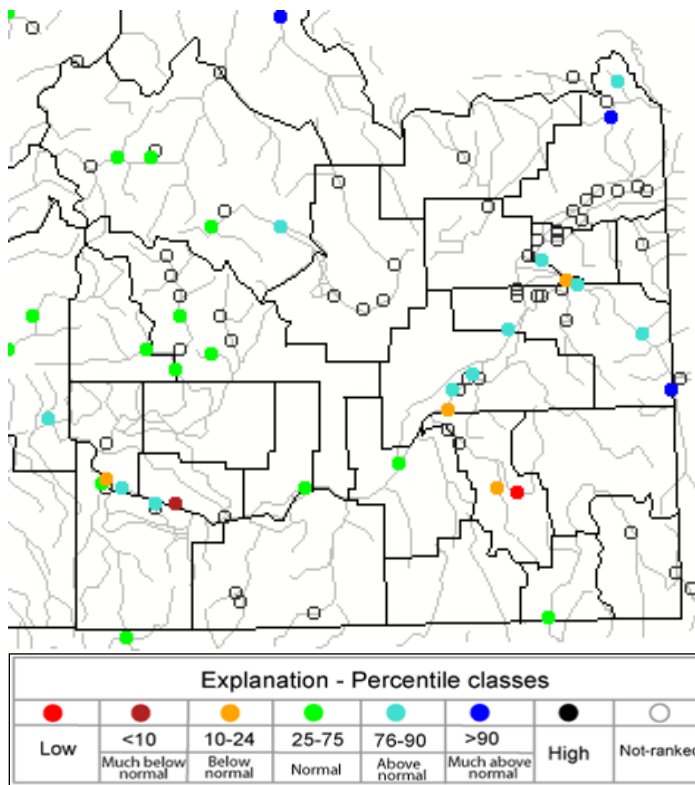 Explanation - Percentile classes
Low
<10
10-24
25-75
76-90
>90
High
Not-ranked
Much below
normal
Below
normal
Normal
Above
normal
Much above
normal